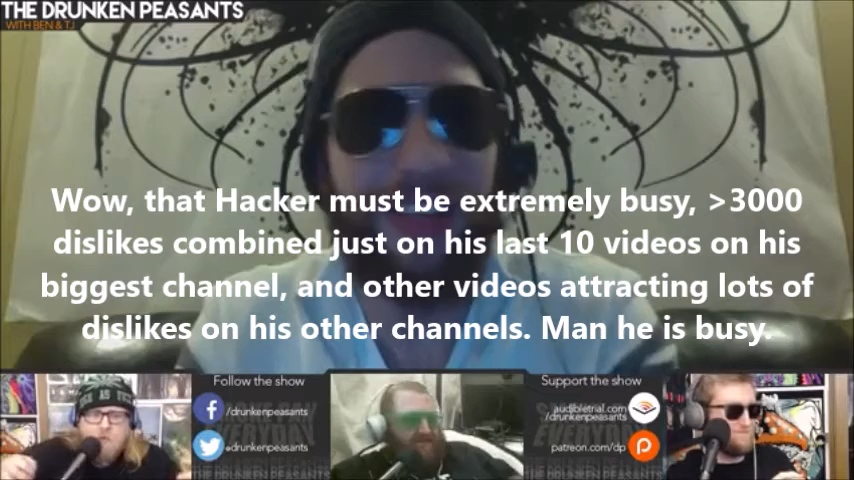 THE DRUNKEN PEASANTS
WITH BEN & TJ
Wow, that Hacker must be extremely busy, >3000
dislikes combined just on his last 10 videos on his
biggest channel, and other videos attracting lots of
dislikes on his other channels. Man he is busy.
Follow the show
/drunkenpeasants
@drunkenpeasants
Support the show
audibletrial.com
/drunkenpeasants
patreon.com/dp